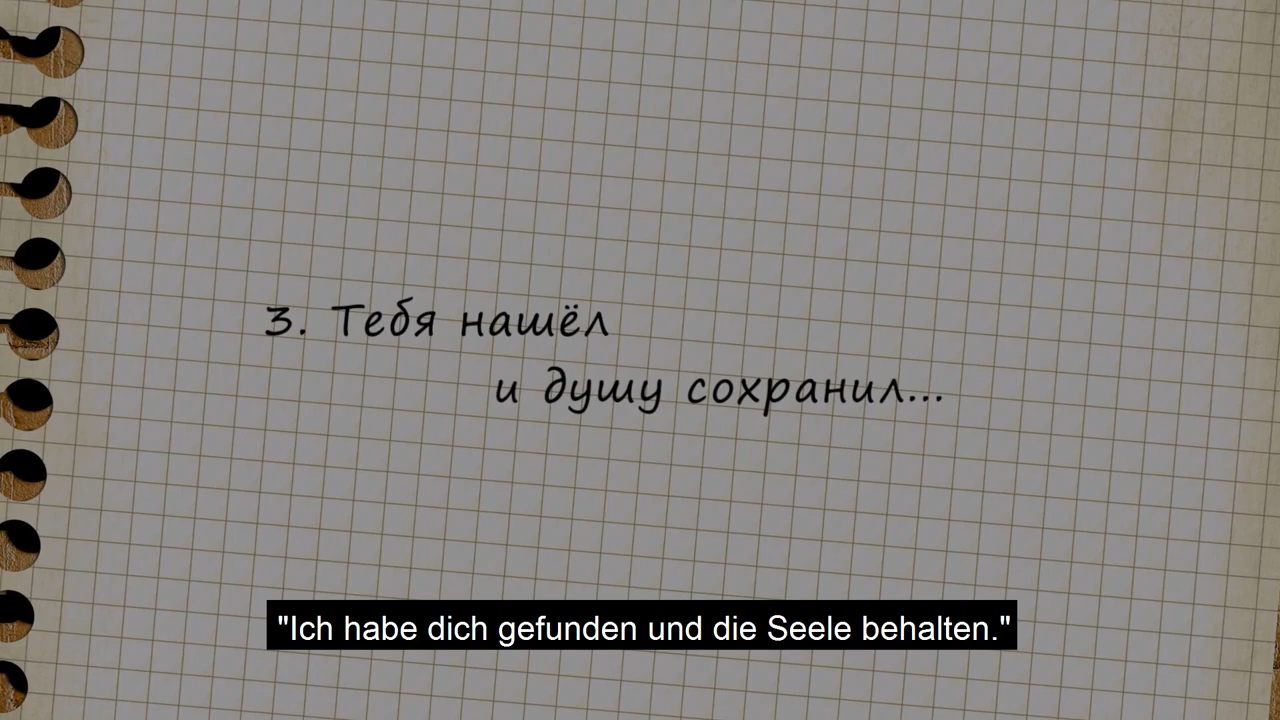 3. Тебя нашёл
и душу сохранил...
"Ich habe dich gefunden und die Seele behalten."